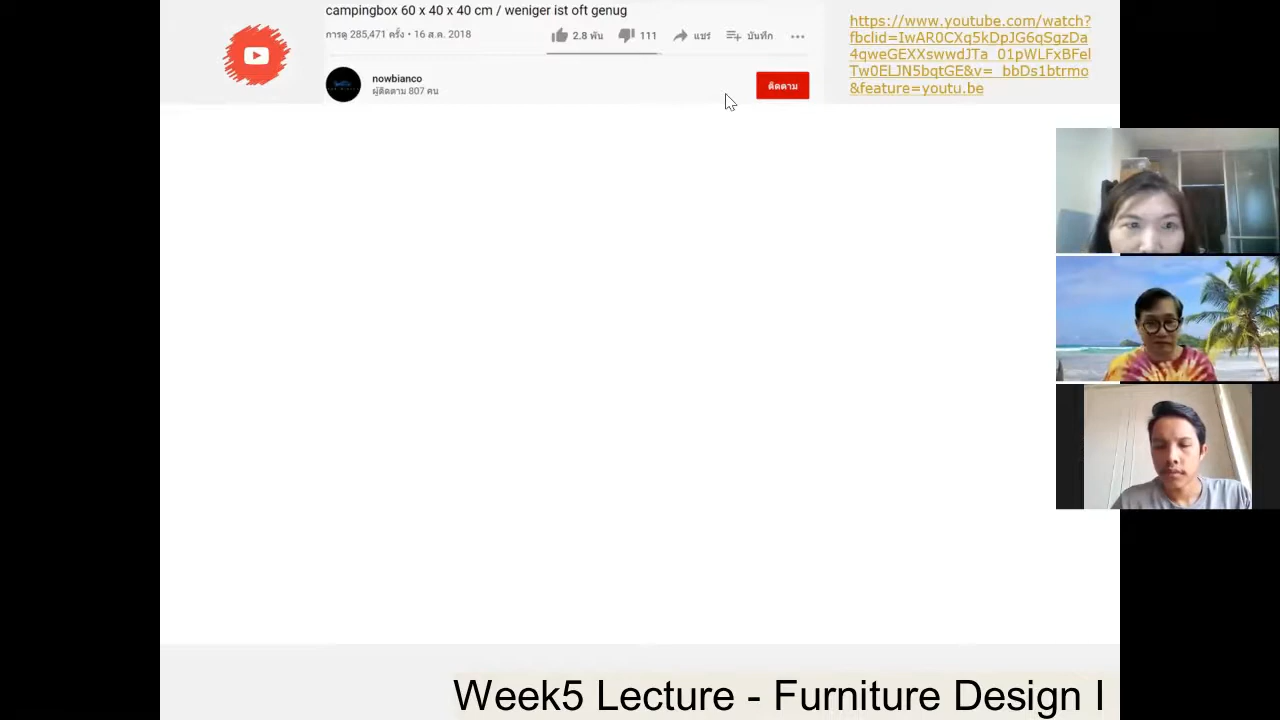 campingbox 60 x 40 x 40 cm / weniger ist oft genug
การดู 285,471 ครั้ง • 16 ส.ค. 2018
2.8 พัน 111 แชร์ บันทึก
nowbianco
ผู้ติดตาม 807 คน
ติดตาม
https://www.youtube.com/watch?
fbclid=IwAR0CXq5kDpJG6qSgzDa
4qweGEXXswwdJTa_01pWLFxBFel
Tw0ELJN5bqtGE&v=_bbDs1btrmo
&feature=youtu.be
Week5 Lecture - Furniture Design I